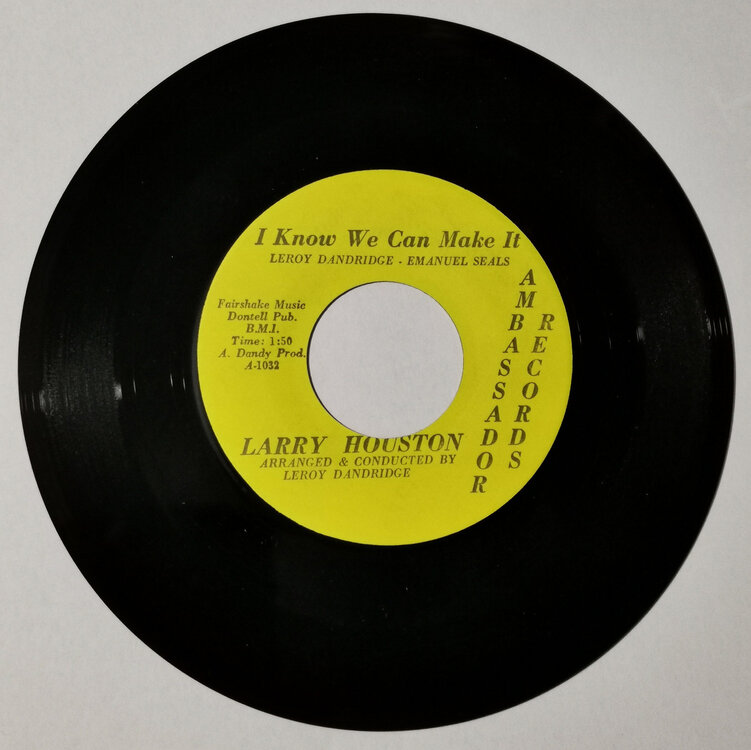 I Know We Can Make It
LEROY DANDRIDGE - EMANUEL SEALS
Fairshake Music
Dontell Pub.
B.M.I.
Time: 1:50
A. Dandy Prod.
A-1032
AMBASSADOR
RECORDS
LARRY HOUSTON
ARRANGED & CONDUCTED BY
LEROY DANDRIDGE